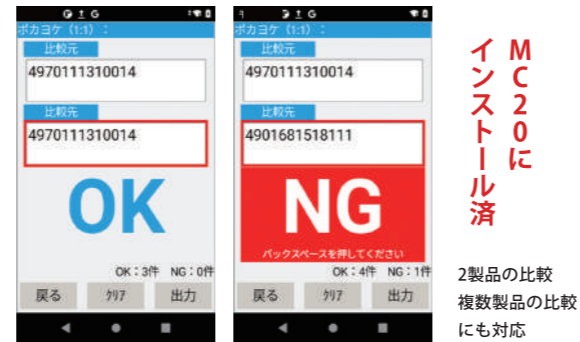 ポカヨケ（1:1）：
比較元
4970111310014
比較先
4970111310014
OK
OK：3件 NG：0件
戻る クリア 出力
ポカヨケ（1:1）：
比較元
4970111310014
比較先
4901681518111
NG
バックスペースを押してください
OK：4件 NG：1件
戻る クリア 出力
MC20に
インストール済
2製品の比較
複数製品の比較
にも対応